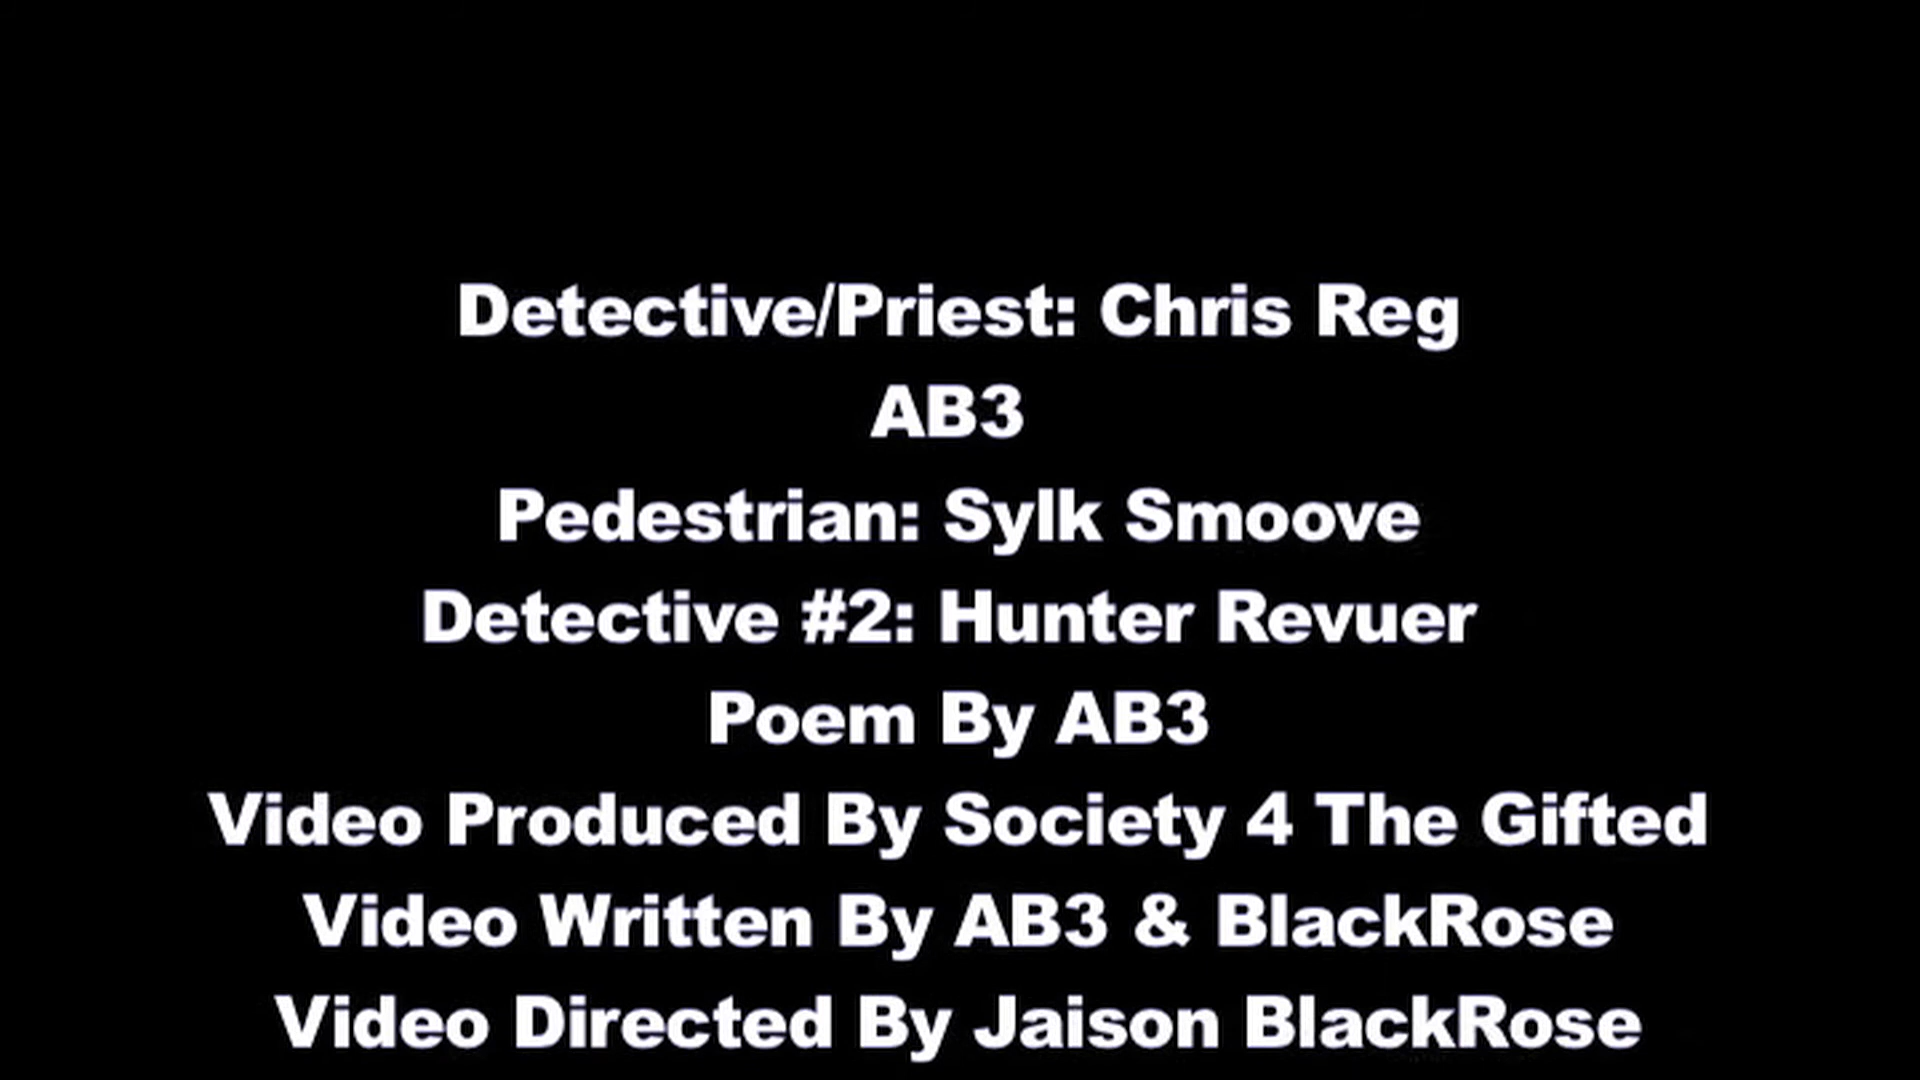 Detective/Priest: Chris Reg
AB3
Pedestrian: Sylk Smoove
Detective #2: Hunter Revuer
Poem By AB3
Video Produced By Society 4 The Gifted
Video Written By AB3 & BlackRose
Video Directed By Jaison BlackRose